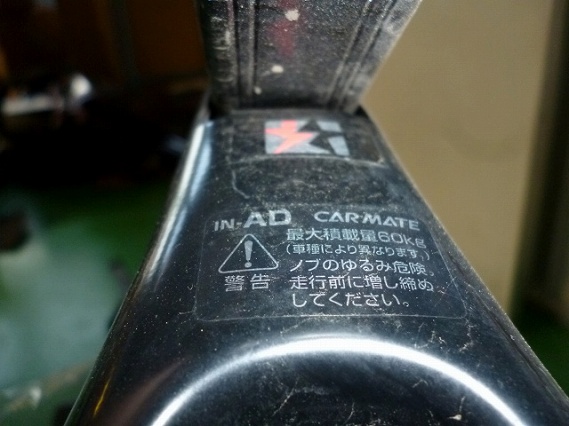 IN-AD CARMATE
最大積載量60kg
(車種により異なります。)
ノブのゆるみ危険。
警告 走行前に増し締め
してください。